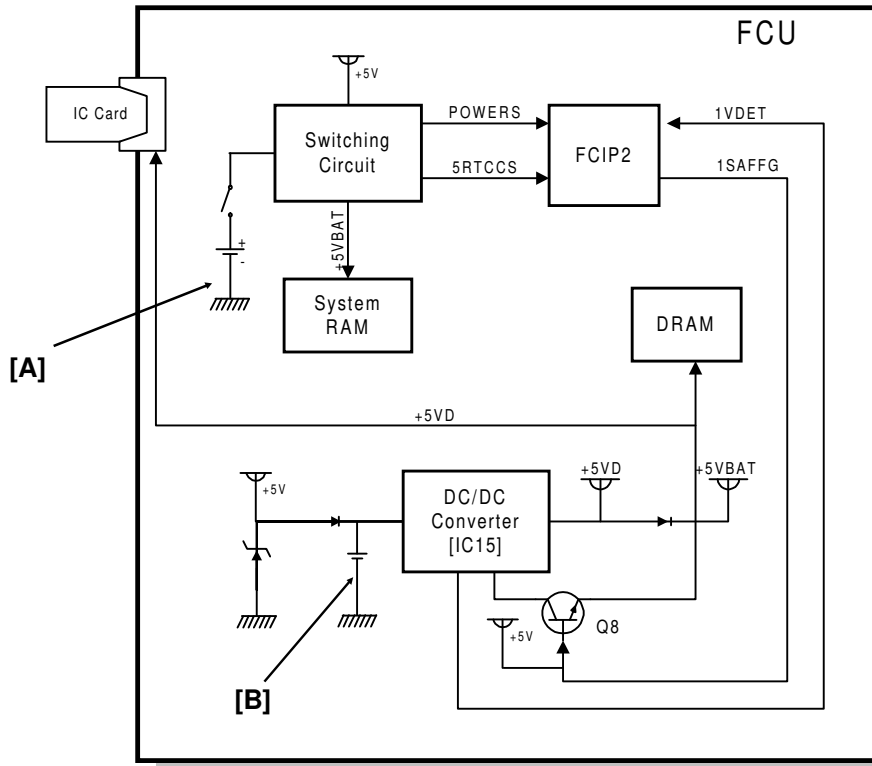 FCU
+5V
IC Card
POWERS
1VDET
Switching
Circuit
FCIP2
5RTCCS
1SAFFG
+5VBAT
+
-
System
RAM
DRAM
[A]
+5VD
+5VD
+5VBAT
+5V
DC/DC
Converter
[IC15]
Q8
+5V
[B]